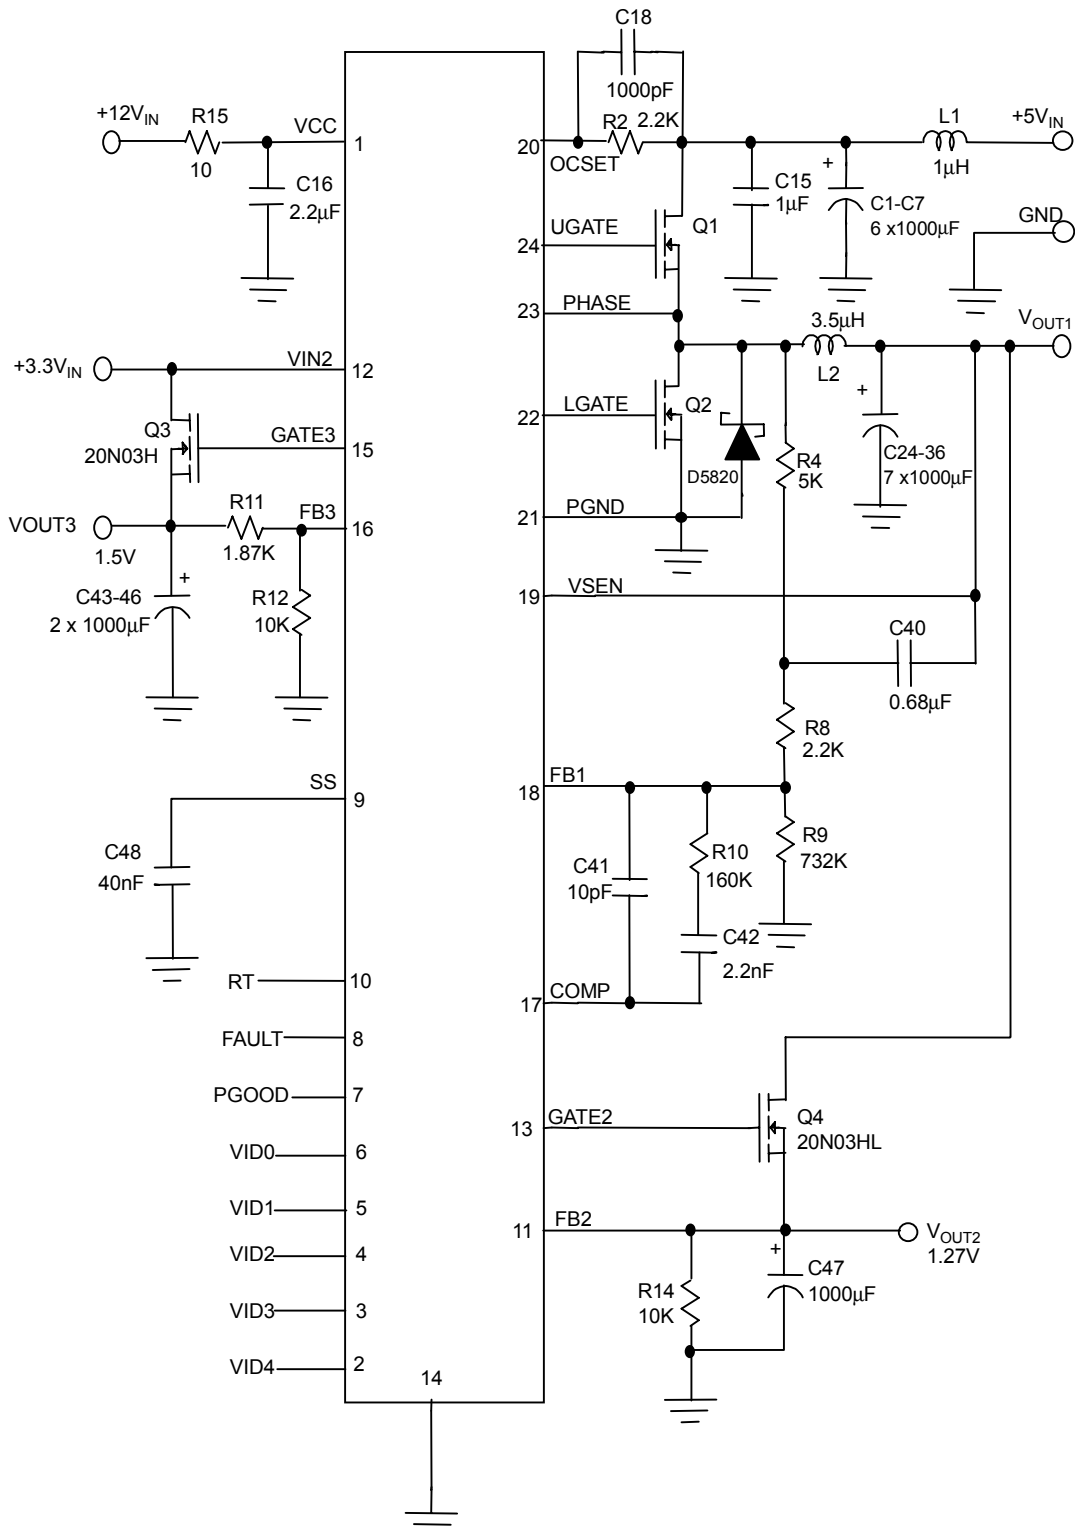 C18
1000pF
+12VIN
R15
10
VCC
1
C16
2.2μF
20
OCSET
R2
2.2K
L1
1μH
+5VIN
C15
1μF
+
C1-C7
6 x1000μF
GND
24
UGATE
Q1
23
PHASE
3.5μH
L2
VOUT1
+3.3VIN
VIN2
12
22
LGATE
Q2
D5820
R4
5K
+
C24-36
7 x1000μF
Q3
20N03H
GATE3
15
21
PGND
VOUT3
1.5V
R11
1.87K
FB3
16
+
C43-46
2 x 1000μF
R12
10K
19
VSEN
C40
0.68μF
R8
2.2K
SS
9
18
FB1
C48
40nF
C41
10pF
R10
160K
R9
732K
C42
2.2nF
RT
10
17
COMP
FAULT
8
PGOOD
7
13
GATE2
Q4
20N03HL
VID0
6
VID1
5
11
FB2
VOUT2
1.27V
VID2
4
+
C47
1000μF
R14
10K
VID3
3
VID4
2
14